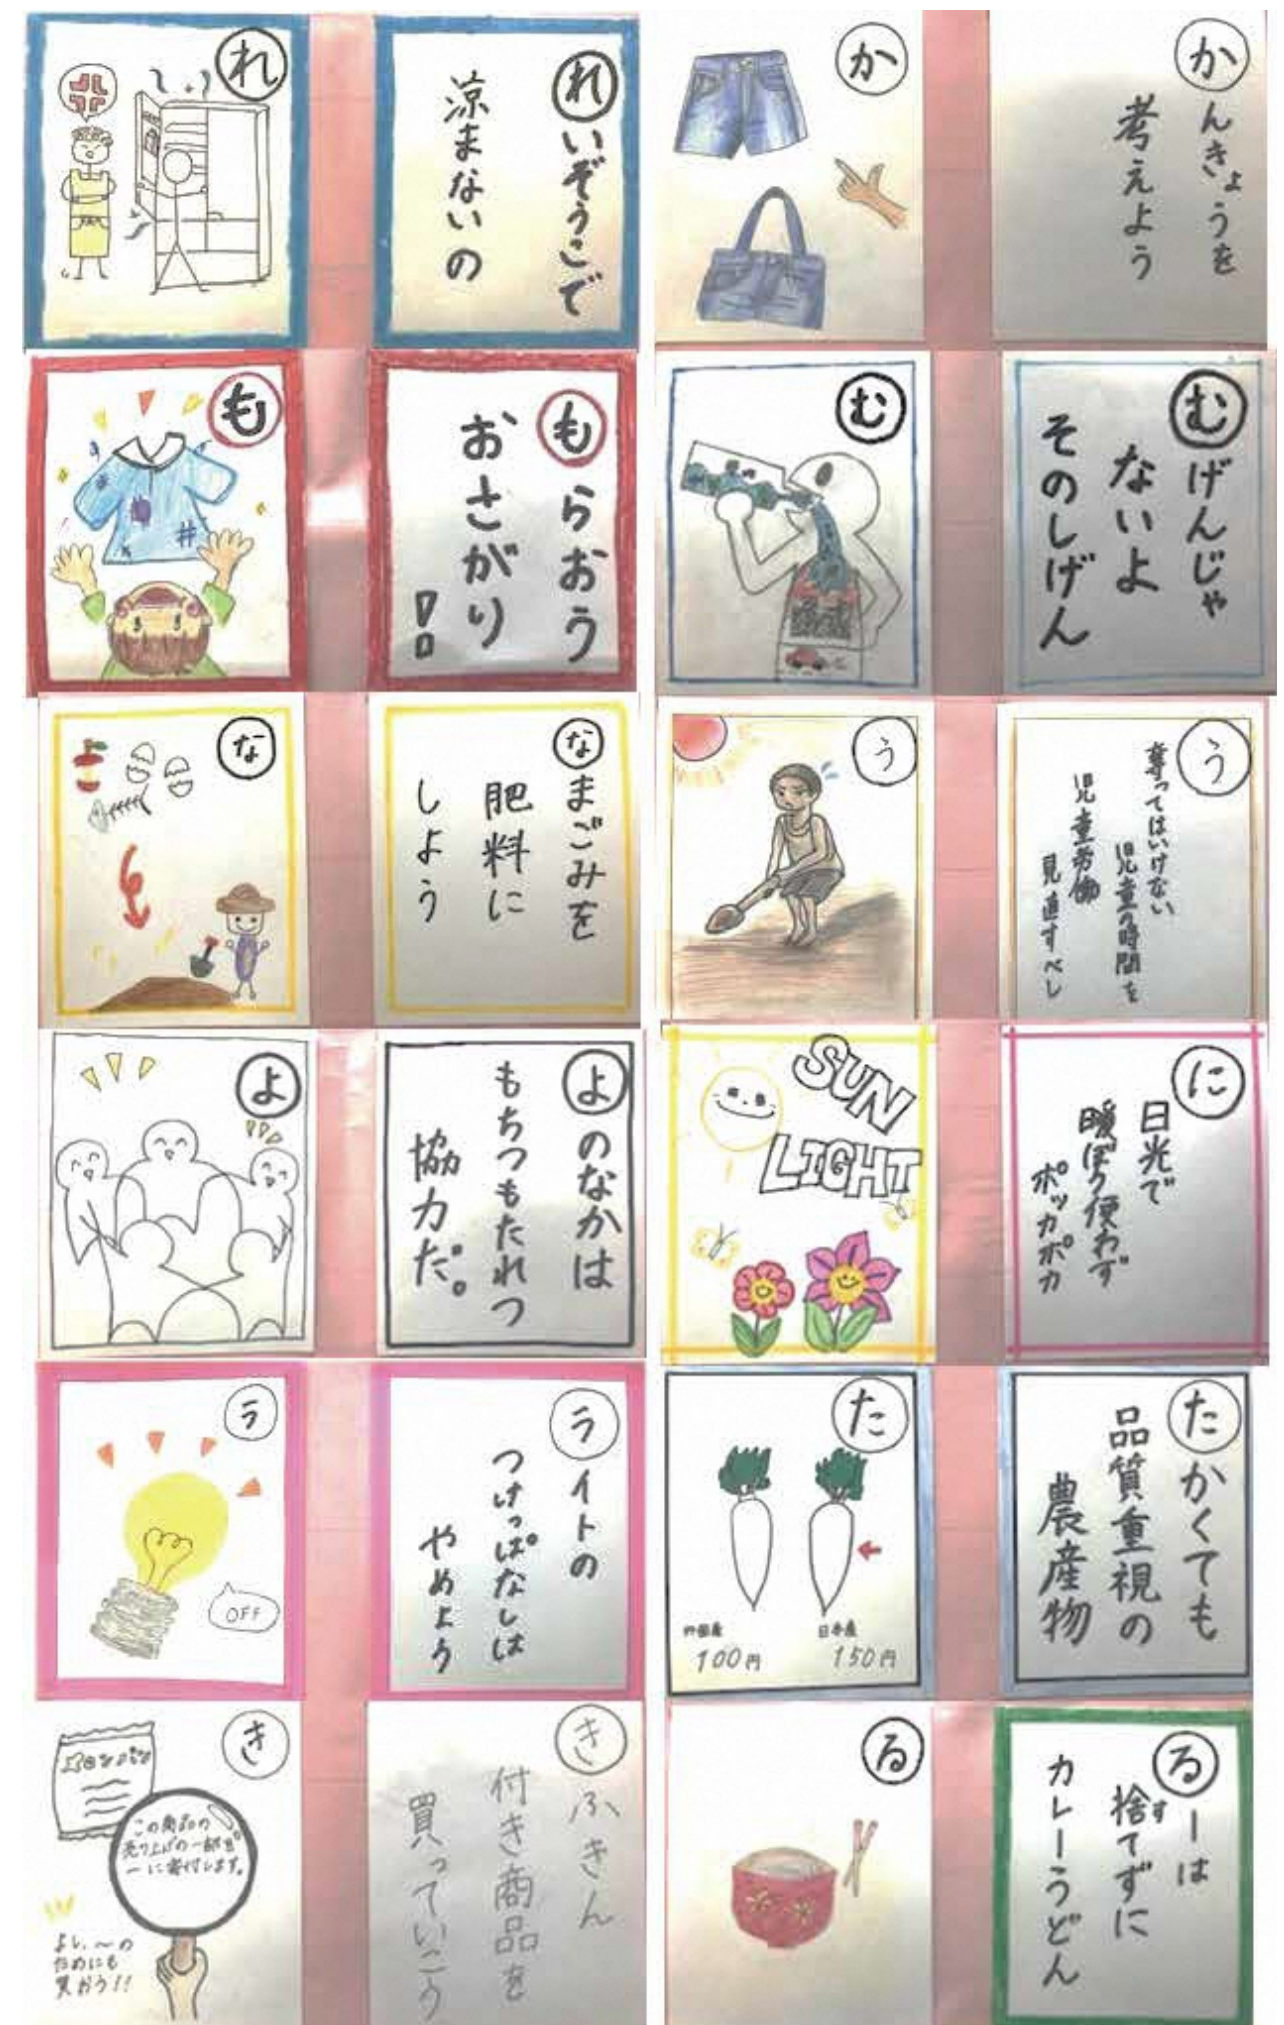 れ
れいぞうこで
涼まないの
か
かんきょうを
考えよう
も
もらおう
おさがり
!!
む
むげんじゃ
ないよ
そのしげん
な
なまごみを
肥料に
しよう
う
う
奪ってはいけない
児童の時間を
児童労働
見直すべし
よ
よのなかは
もちつもたれつ
協力だ。
SUN
LIGHT
に
日光で
暖ぼう使わず
ポッカポカ
ラ
OFF
ライトの
つけっぱなしは
やめよう
た
外国産
100円
日本産
150円
たかくても
品質重視の
農産物
き
この商品の
売り上げの一部を
〜に寄付します。
よし、〜の
ためにも
買おう!!
きふきん
付き商品を
買っていこう
る
るーは
捨てずに
す
カレーうどん